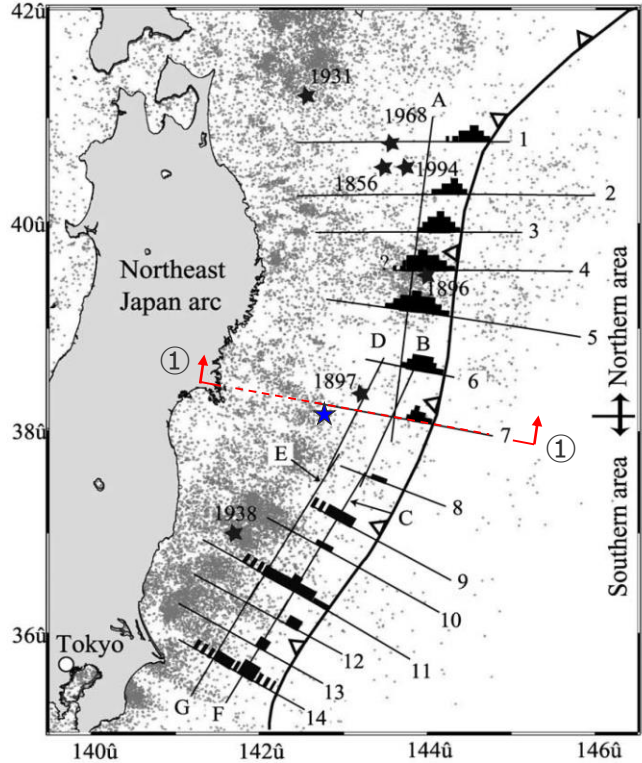 42û
1931
A
1968
1
1856
1994
2
40û
3
Northeast
Japan arc
?
4
1896
5
D
B
6
①
1897
Northern area
Southern area
38û
7
①
E
8
C
1938
9
10
11
36û
Tokyo
12
13
G
F
14
140û
142û
144û
146û